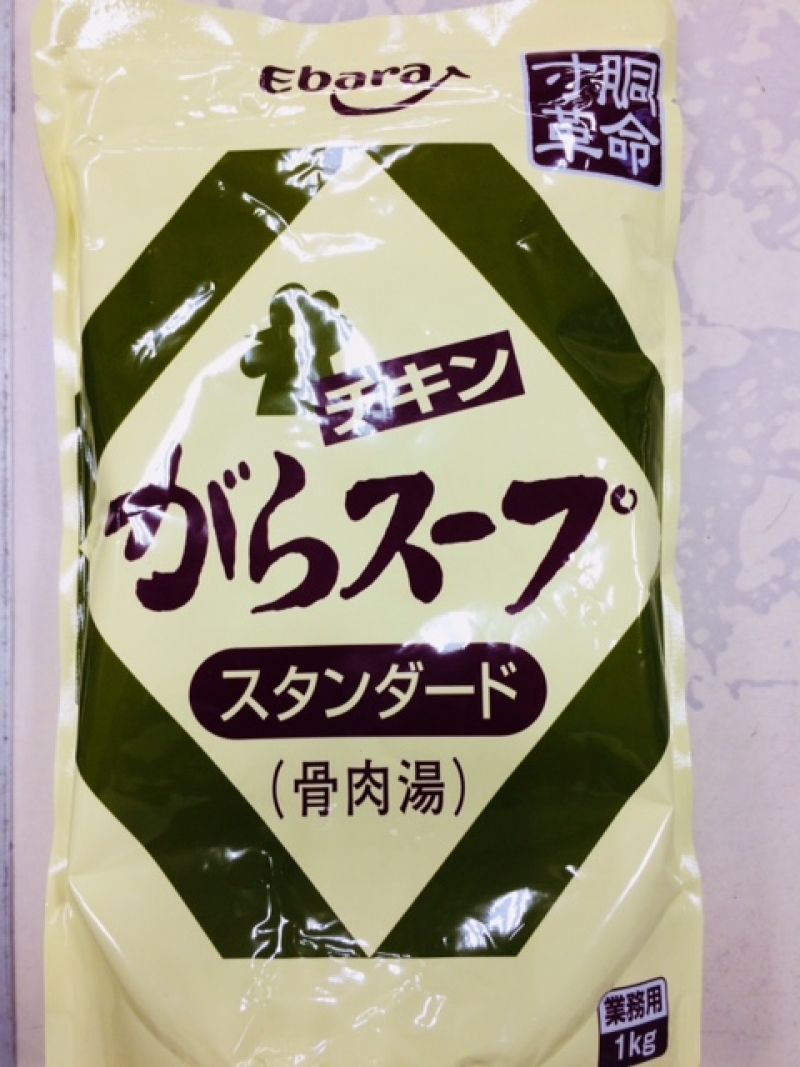 Ebara
寸胴
革命
チキン
がらスープ
スタンダード
(骨肉湯)
業務用
1kg